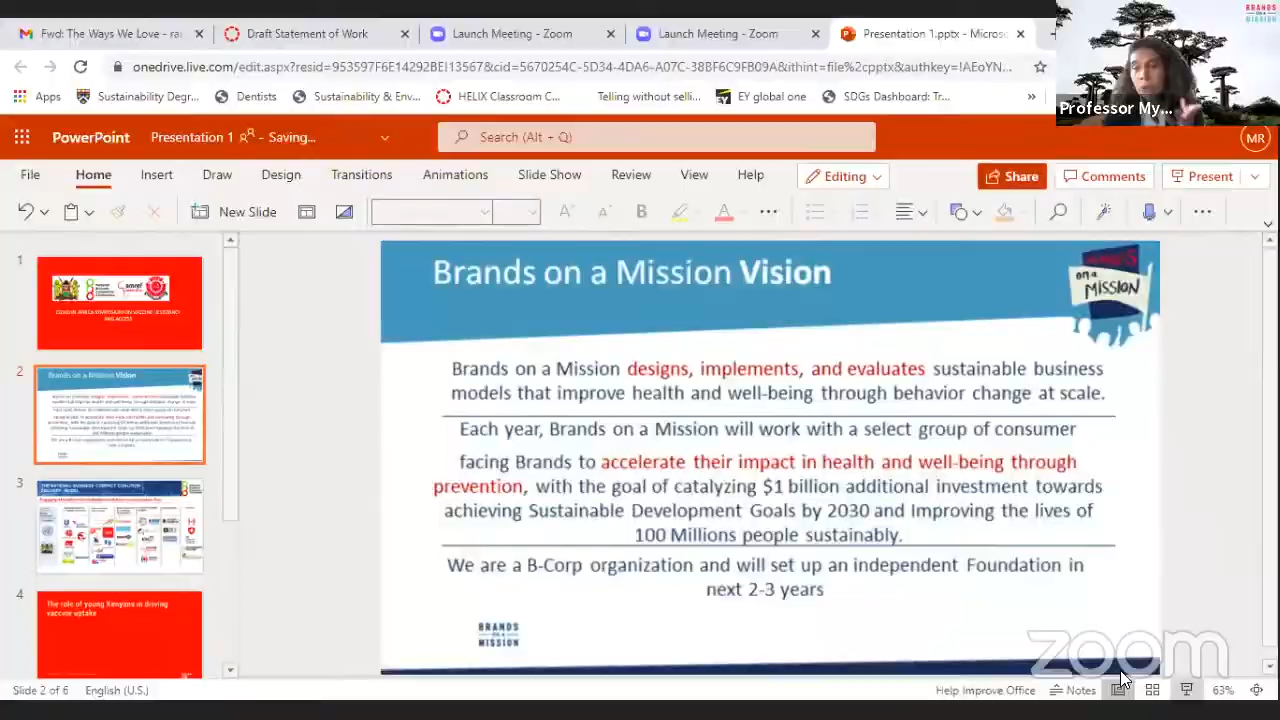 Fwd: The Ways We Love - ra
Draft Statement of Work
Launch Meeting - Zoom
Launch Meeting - Zoom
Presentation 1.pptx - Microso
BRANDS
ON A
MISSION
Professor My...
Apps
Sustainability Degr...
Dentists
Sustainability & inv...
HELIX Classroom C...
Telling without selli...
EY global one
SDGs Dashboard: Tr...
»
PowerPoint
Presentation 1 - Saving...
Search (Alt + Q)
MR
File Home Insert Draw Design Transitions Animations Slide Show Review View Help
Editing
Share
Comments
Present
New Slide
1
2
3
4
The role of young Kenyans in driving
vaccine uptake
Brands on a Mission Vision
on a
MISSION
Brands on a Mission designs, implements, and evaluates sustainable business
models that improve health and well-being through behavior change at scale.
Each year, Brands on a Mission will work with a select group of consumer
facing Brands to accelerate their impact in health and well-being through
prevention, with the goal of catalyzing $1 billion additional investment towards
achieving Sustainable Development Goals by 2030 and Improving the lives of
100 Millions people sustainably.
We are a B-Corp organization and will set up an independent Foundation in
next 2-3 years
BRANDS
ON A
MISSION
zoom
Slide 2 of 6
English (U.S.)
Help Improve Office
Notes
63%